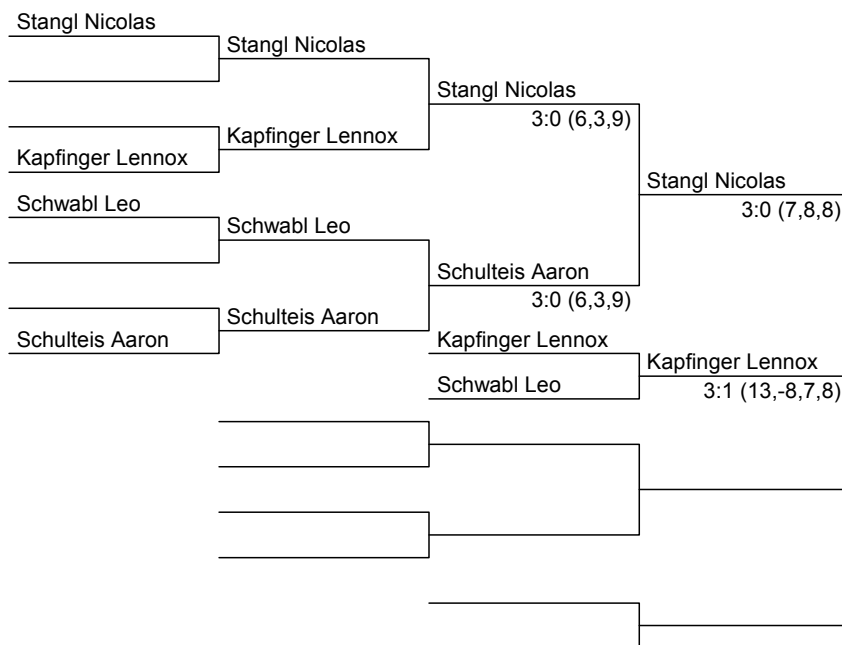 Stangl Nicolas
Stangl Nicolas
Stangl Nicolas
3:0 (6,3,9)
Kapfinger Lennox
Kapfinger Lennox
Stangl Nicolas
3:0 (7,8,8)
Schwabl Leo
Schwabl Leo
Schulteis Aaron
3:0 (6,3,9)
Schulteis Aaron
Schulteis Aaron
Kapfinger Lennox
Kapfinger Lennox
3:1 (13,-8,7,8)
Schwabl Leo